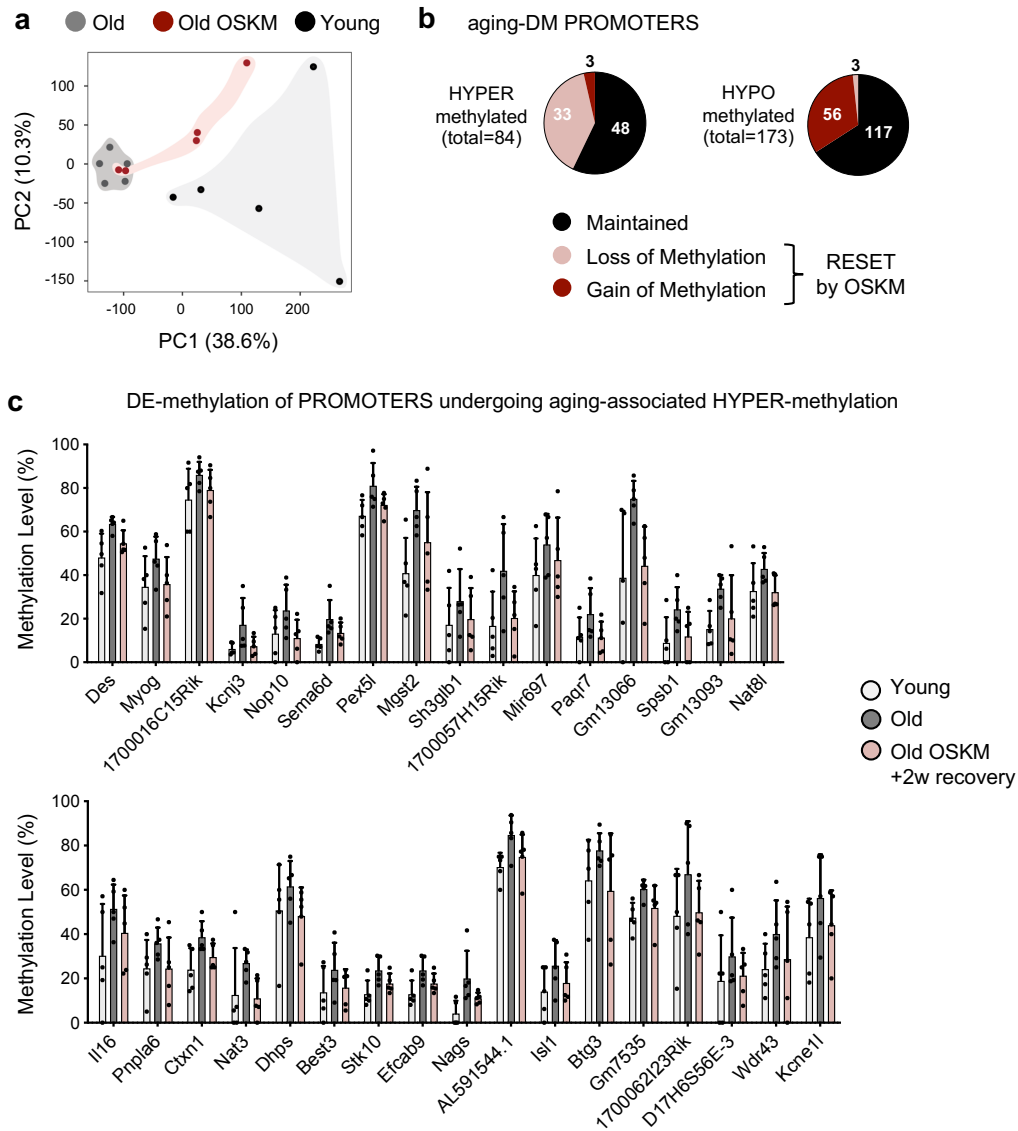 a
Old
Old OSKM
Young
PC2 (10.3%)
100
50
0
-50
-100
-150
-100
0
100
200
PC1 (38.6%)
b
aging-DM PROMOTERS
HYPER
methylated
(total=84)
3
33
48
HYPO
methylated
(total=173)
3
56
117
Maintained
Loss of Methylation
Gain of Methylation
RESET
by OSKM
c
DE-methylation of PROMOTERS undergoing aging-associated HYPER-methylation
Methylation Level (%)
100
80
60
40
20
0
Des
Myog
1700016C15Rik
Kcnj3
Nop10
Sema6d
Pex5l
Mgst2
Sh3glb1
1700057H15Rik
Mir697
Paqr7
Gm13066
Spsb1
Gm13093
Nat8l
Young
Old
Old OSKM
+2w recovery
Methylation Level (%)
100
80
60
40
20
0
Il16
Pnpla6
Ctxn1
Nat3
Dhps
Best3
Stk10
Efcab9
Nags
AL591544.1
Isl1
Btg3
Gm7535
1700062I23Rik
D17H6S56E-3
Wdr43
Kcne1l